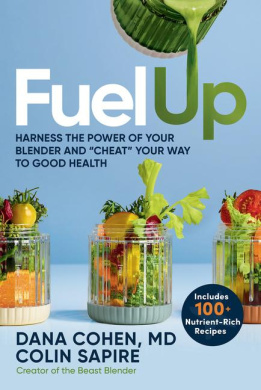 Fuel Up
HARNESS THE POWER OF YOUR
BLENDER AND “CHEAT” YOUR WAY
TO GOOD HEALTH
Includes
100+
Nutrient-Rich
Recipes
DANA COHEN, MD
COLIN SAPIRE
Creator of the Beast Blender